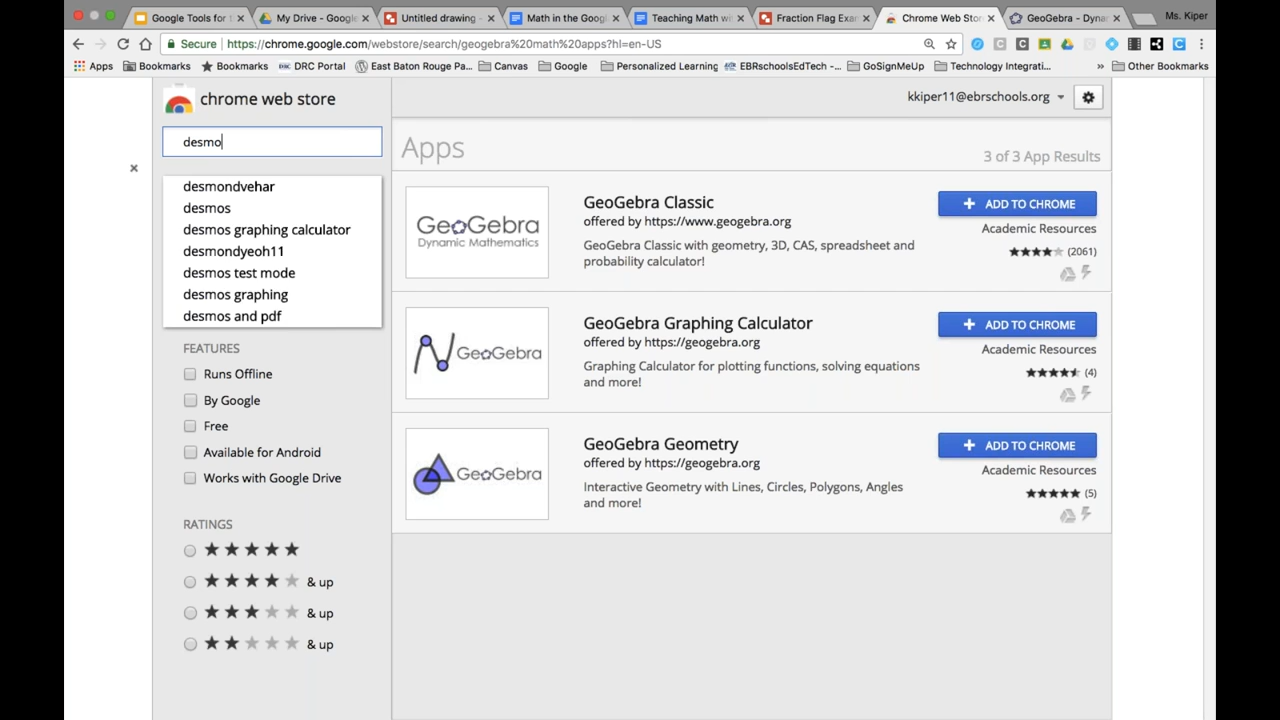 Google Tools for
My Drive - Google
Untitled drawing -
Math in the Googl
Teaching Math wi
Fraction Flag Exa
Chrome Web Stor
GeoGebra - Dyna
Ms. Kiper
Secure | https://chrome.google.com/webstore/search/geogebra%20math%20apps?hl=en-US
Apps
Bookmarks
Bookmarks
DRC Portal
East Baton Rouge Pa...
Canvas
Google
Personalized Learning
EBRschoolsEdTech -...
GoSignMeUp
Technology Integrati...
»
Other Bookmarks
chrome web store
kkiper11@ebrschools.org
desmo
desmondvehar
desmos
desmos graphing calculator
desmondyeoh11
desmos test mode
desmos graphing
desmos and pdf
FEATURES
Runs Offline
By Google
Free
Available for Android
Works with Google Drive
RATINGS
& up
& up
& up
Apps
3 of 3 App Results
GeoGebra
Dynamic Mathematics
GeoGebra Classic
offered by https://www.geogebra.org
GeoGebra Classic with geometry, 3D, CAS, spreadsheet and
probability calculator!
+ ADD TO CHROME
Academic Resources
(2061)
GeoGebra
GeoGebra Graphing Calculator
offered by https://geogebra.org
Graphing Calculator for plotting functions, solving equations
and more!
+ ADD TO CHROME
Academic Resources
(4)
GeoGebra
GeoGebra Geometry
offered by https://geogebra.org
Interactive Geometry with Lines, Circles, Polygons, Angles
and more!
+ ADD TO CHROME
Academic Resources
(5)